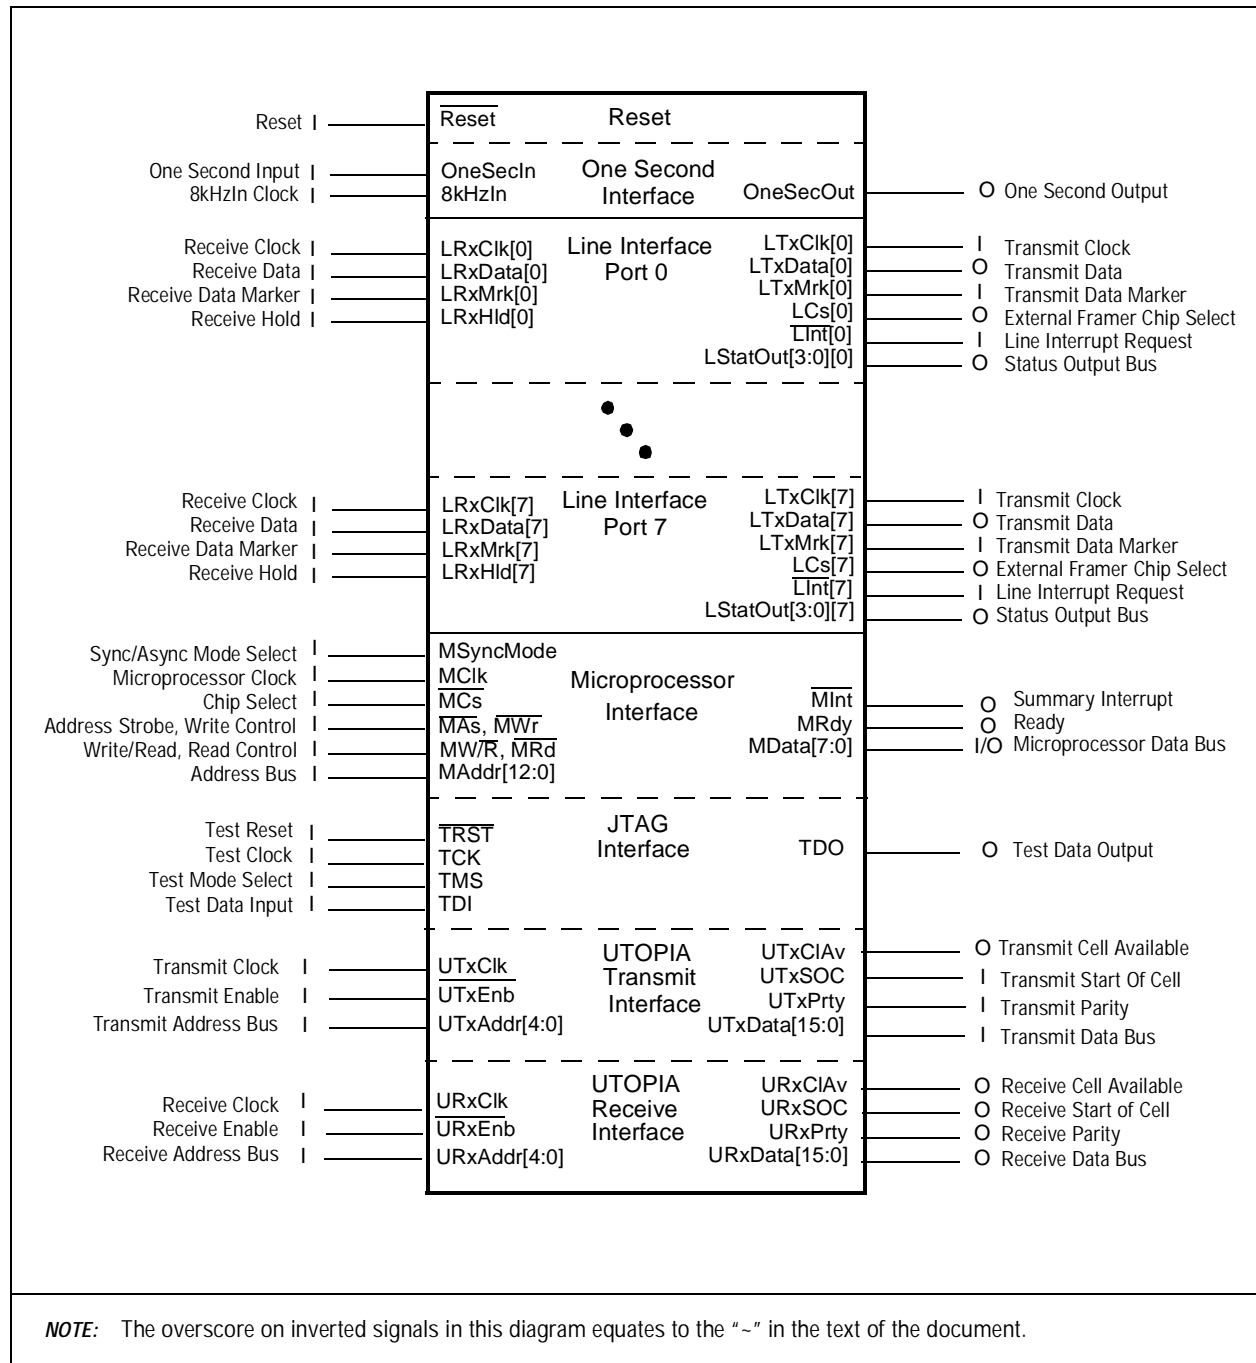 Reset I Reset Reset
One Second Input I OneSecIn One Second
8kHzIn Clock I 8kHzIn Interface OneSecOut O One Second Output
Receive Clock I LRxClk[0] Line Interface LTxClk[0] I Transmit Clock
Receive Data I LRxData[0] Port 0 LTxData[0] O Transmit Data
Receive Data Marker I LRxMrk[0] LTxMrk[0] I Transmit Data Marker
Receive Hold I LRxHld[0] LCs[0] O External Framer Chip Select
LInt[0] I Line Interrupt Request
LStatOut[3:0][0] O Status Output Bus
Receive Clock I LRxClk[7] Line Interface LTxClk[7] I Transmit Clock
Receive Data I LRxData[7] Port 7 LTxData[7] O Transmit Data
Receive Data Marker I LRxMrk[7] LTxMrk[7] I Transmit Data Marker
Receive Hold I LRxHld[7] LCs[7] O External Framer Chip Select
LInt[7] I Line Interrupt Request
LStatOut[3:0][7] O Status Output Bus
Sync/Async Mode Select I MSyncMode
Microprocessor Clock I MClk Microprocessor
Chip Select I MCs Interface MInt O Summary Interrupt
Address Strobe, Write Control I MAs, MWr MRdy O Ready
Write/Read, Read Control I MW/R, MRd MData[7:0] I/O Microprocessor Data Bus
Address Bus I MAddr[12:0]
Test Reset I TRST JTAG
Test Clock I TCK Interface TDO O Test Data Output
Test Mode Select I TMS
Test Data Input I TDI
UTOPIA UTxClAv O Transmit Cell Available
Transmit Clock I UTxClk Transmit UTxSOC I Transmit Start Of Cell
Transmit Enable I UTxEnb Interface UTxPrty I Transmit Parity
Transmit Address Bus I UTxAddr[4:0] UTxData[15:0] I Transmit Data Bus
UTOPIA URxClAv O Receive Cell Available
Receive Clock I URxClk Receive URxSOC O Receive Start of Cell
Receive Enable I URxEnb Interface URxPrty O Receive Parity
Receive Address Bus I URxAddr[4:0] URxData[15:0] O Receive Data Bus
NOTE: The overscore on inverted signals in this diagram equates to the “~” in the text of the document.